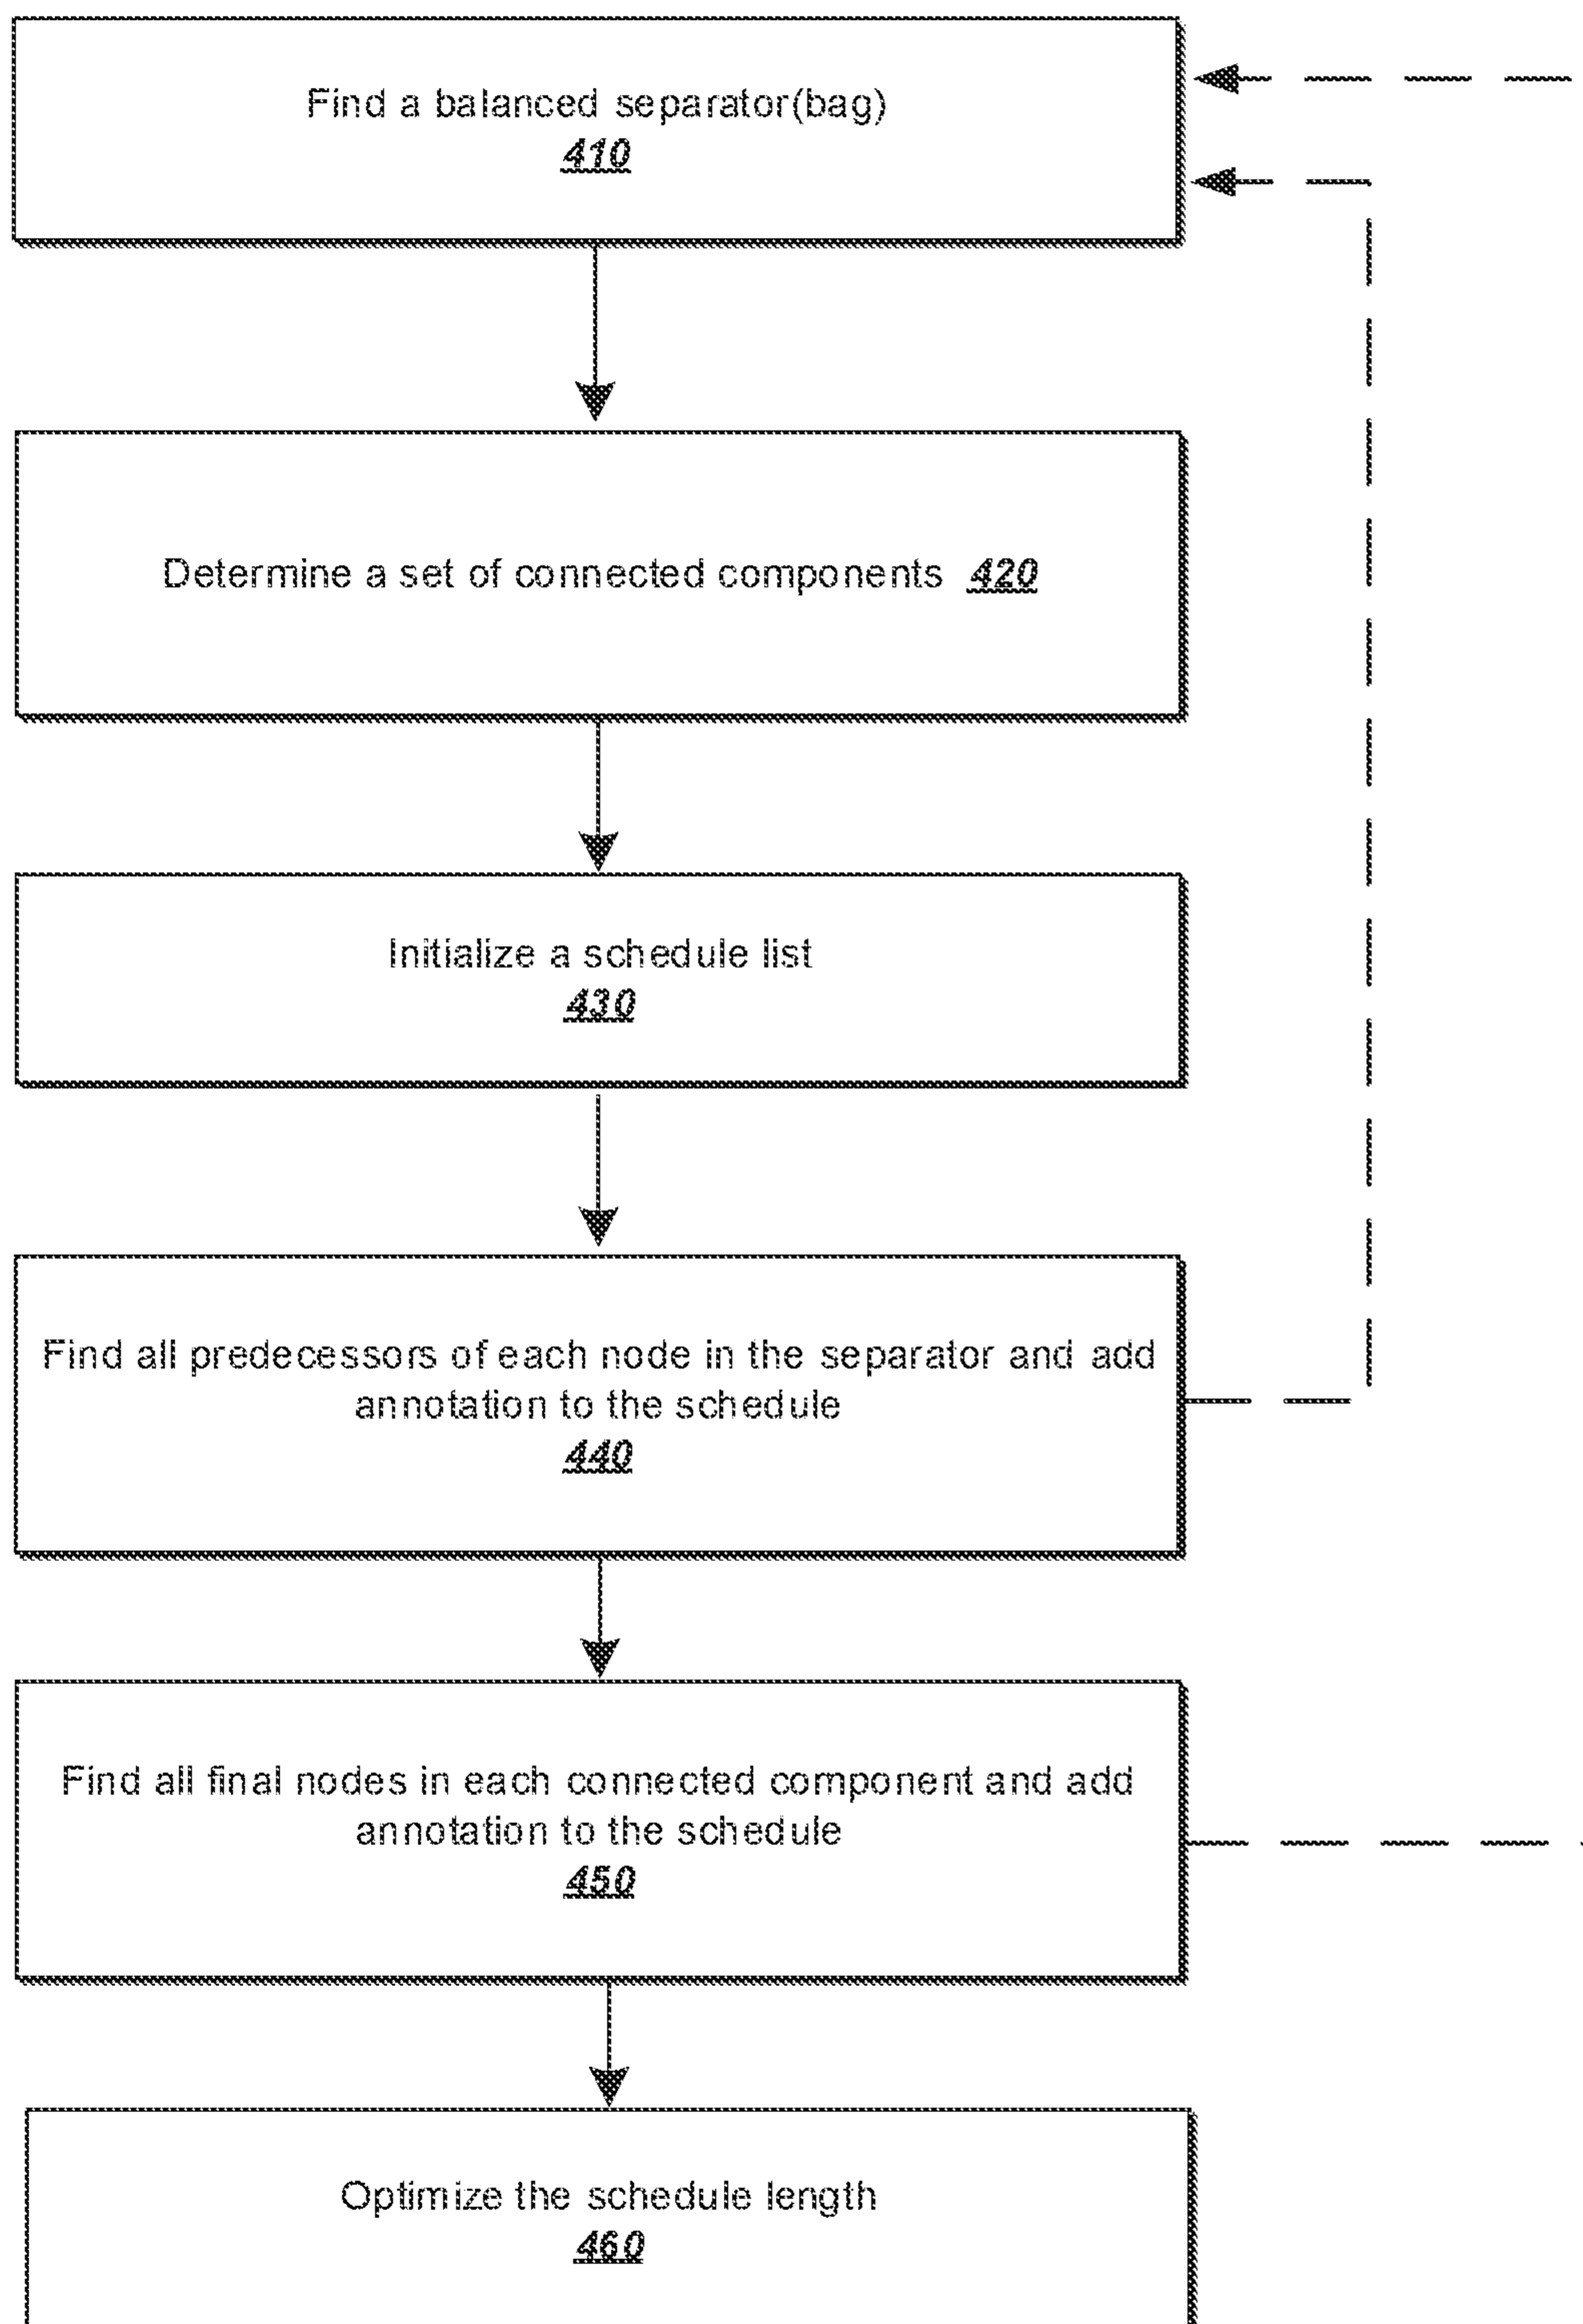 Find a balanced separator(bag)
410
Determine a set of connected components 420
Initialize a schedule list
430
Find all predecessors of each node in the separator and add
annotation to the schedule
440
Find all final nodes in each connected component and add
annotation to the schedule
450
Optimize the schedule length
460